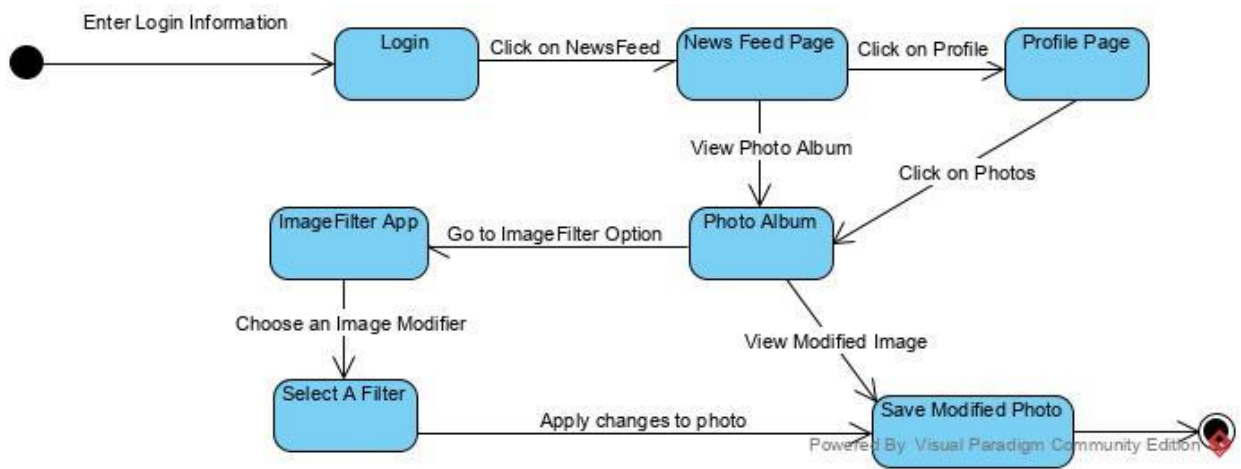 Enter Login Information
Login
Click on NewsFeed
News Feed Page
Click on Profile
Profile Page
View Photo Album
Click on Photos
ImageFilter App
Go to ImageFilter Option
Photo Album
Choose an Image Modifier
View Modified Image
Select A Filter
Apply changes to photo
Save Modified Photo
Powered By Visual Paradigm Community Edition